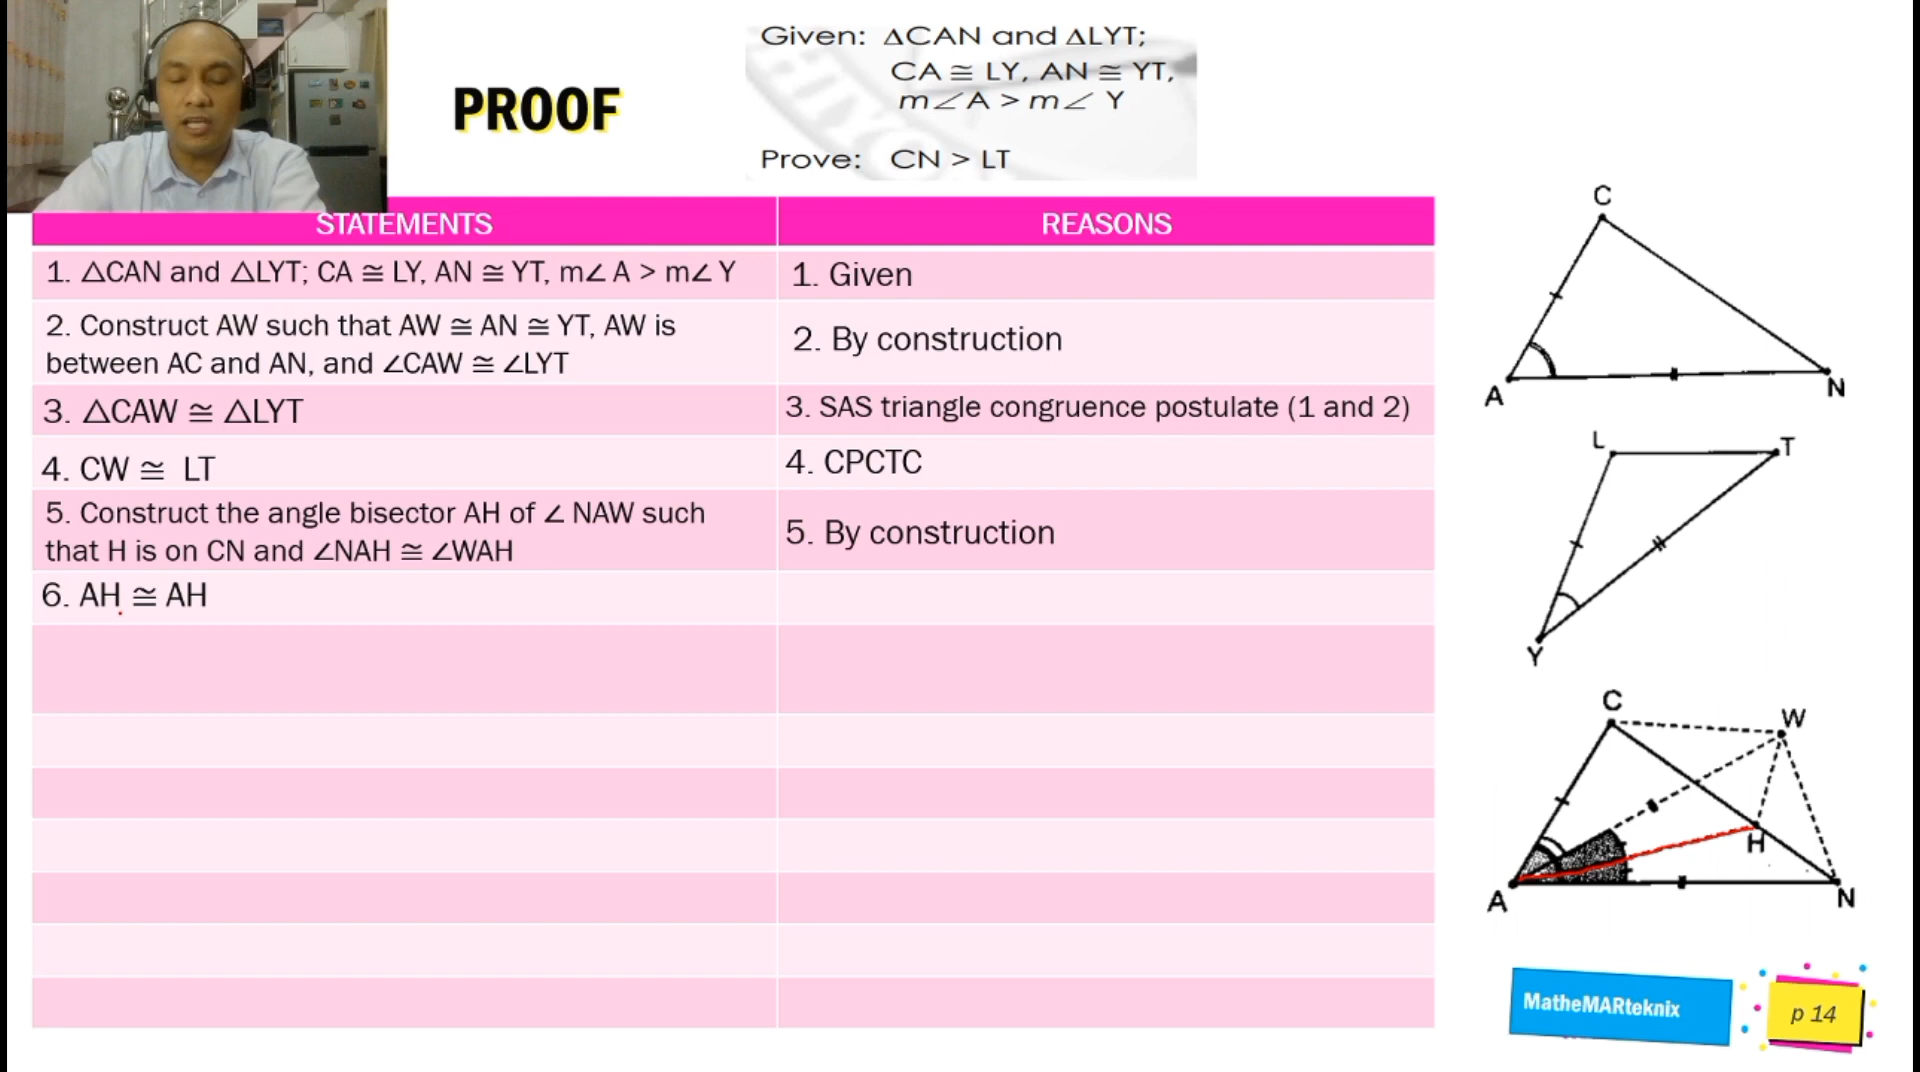 Given: ∆CAN and ∆LYT;
CA ≅ LY, AN ≅ YT,
m∠A > m∠ Y
PROOF
Prove: CN > LT
STATEMENTS
REASONS
1. △CAN and △LYT; CA ≅ LY, AN ≅ YT, m∠ A > m∠ Y
1. Given
2. Construct AW such that AW ≅ AN ≅ YT, AW is
between AC and AN, and ∠CAW ≅ ∠LYT
2. By construction
3. △CAW ≅ △LYT
3. SAS triangle congruence postulate (1 and 2)
4. CW ≅ LT
4. CPCTC
5. Construct the angle bisector AH of ∠ NAW such
that H is on CN and ∠NAH ≅ ∠WAH
5. By construction
6. AH ≅ AH
C
A
N
L
T
Y
C
W
H
A
N
MatheMARteknix
p 14